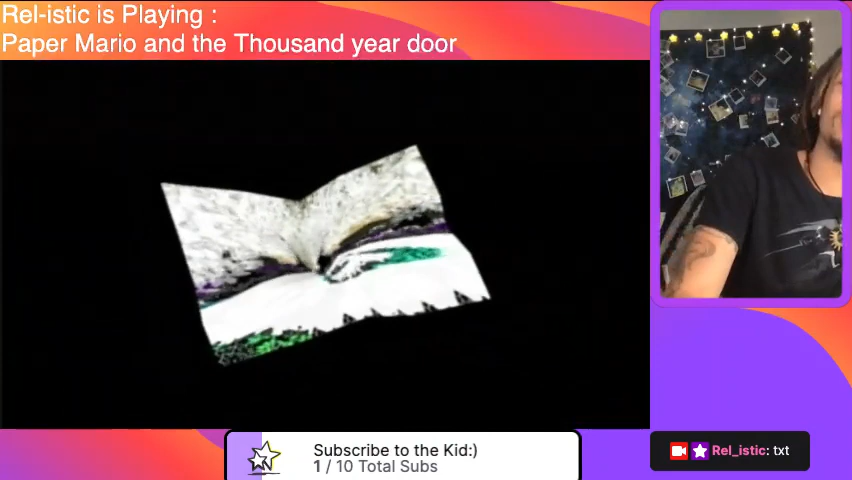 Rel-istic is Playing :
Paper Mario and the Thousand year door
Subscribe to the Kid:)
1 / 10 Total Subs
Rel_istic: txt